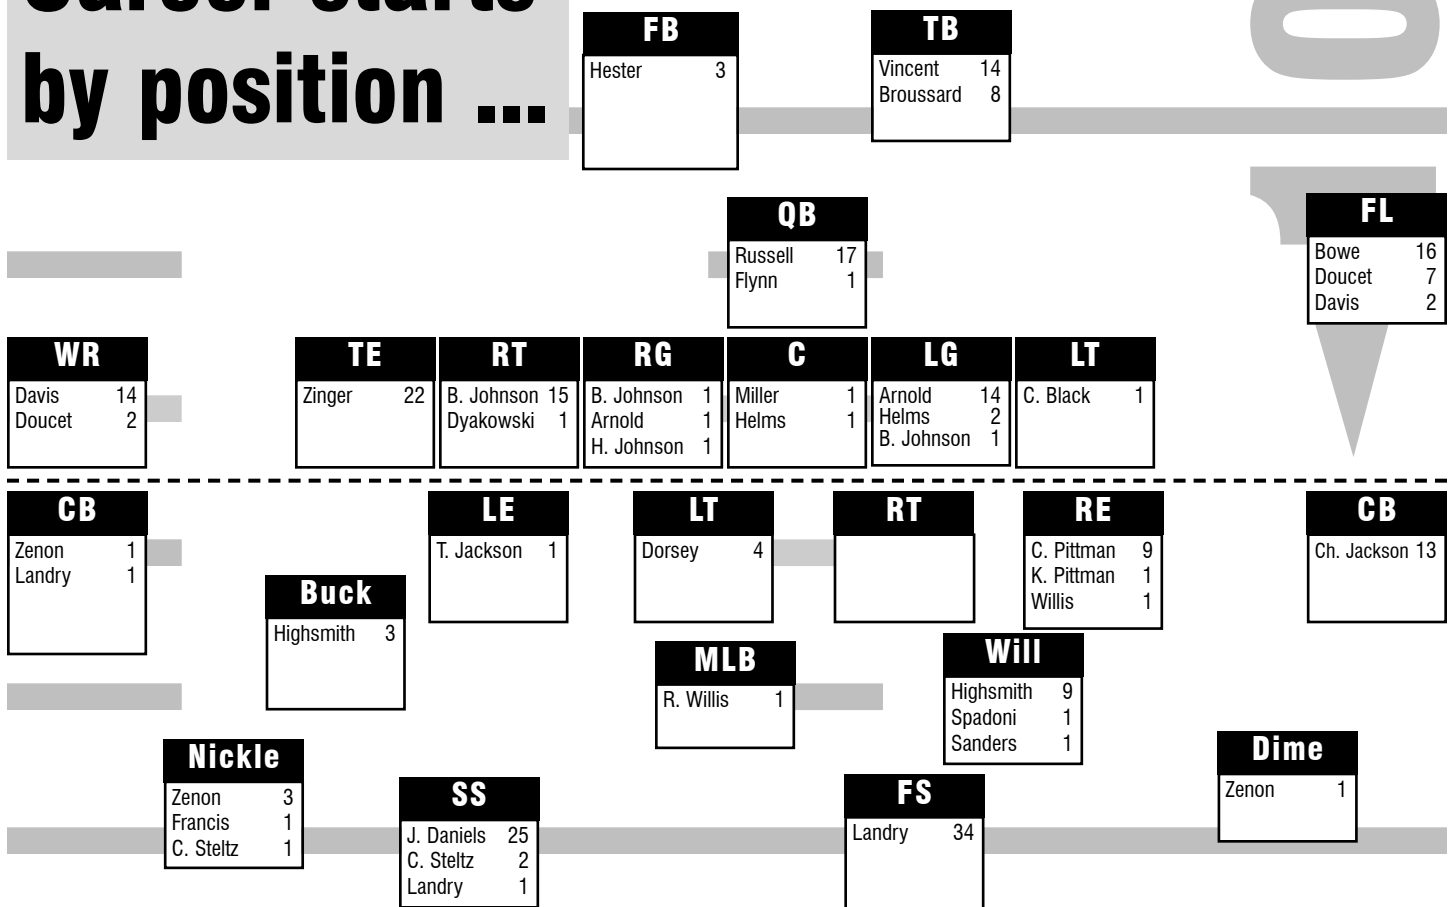 Career starts
by position ...
FB
Hester 3
TB
Vincent 14
Broussard 8
QB
Russell 17
Flynn 1
FL
Bowe 16
Doucet 7
Davis 2
WR
Davis 14
Doucet 2
TE
Zinger 22
RT
B. Johnson 15
Dyakowski 1
RG
B. Johnson 1
Arnold 1
H. Johnson 1
C
Miller 1
Helms 1
LG
Arnold 14
Helms 2
B. Johnson 1
LT
C. Black 1
CB
Zenon 1
Landry 1
LE
T. Jackson 1
LT
Dorsey 4
RT
RE
C. Pittman 9
K. Pittman 1
Willis 1
CB
Ch. Jackson 13
Buck
Highsmith 3
MLB
R. Willis 1
Will
Highsmith 9
Spadoni 1
Sanders 1
Nickle
Zenon 3
Francis 1
C. Steltz 1
SS
J. Daniels 25
C. Steltz 2
Landry 1
FS
Landry 34
Dime
Zenon 1